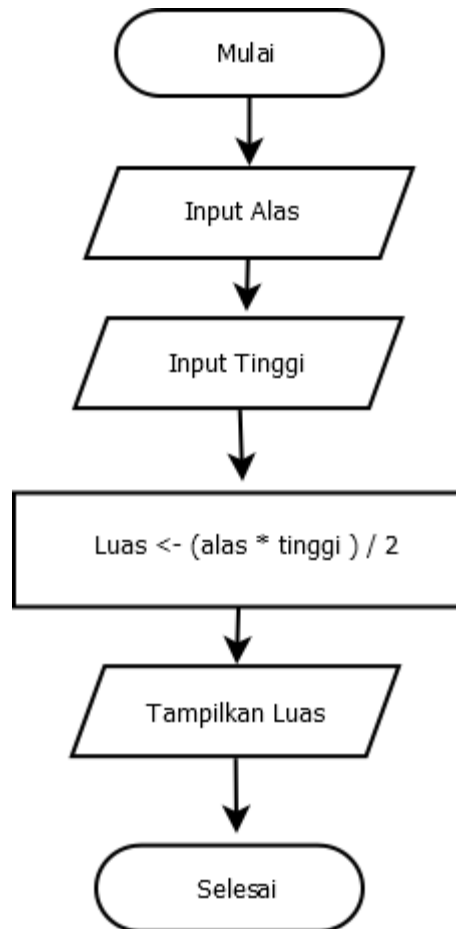 Mulai
Input Alas
Input Tinggi
Luas <- (alas * tinggi ) / 2
Tampilkan Luas
Selesai